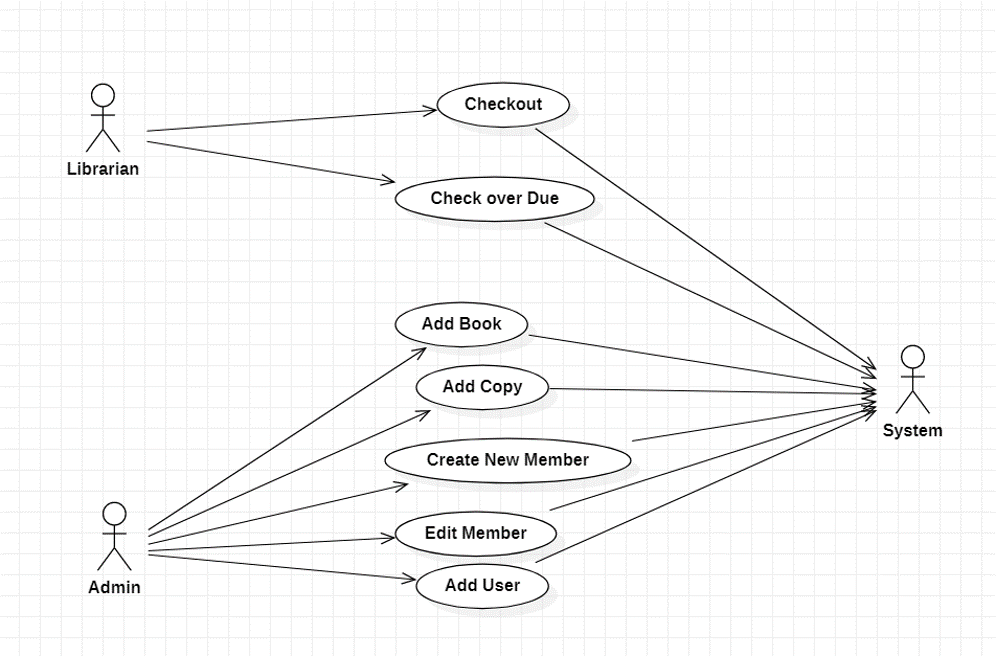 Checkout
Librarian
Check over Due
Add Book
Add Copy
System
Create New Member
Edit Member
Admin
Add User